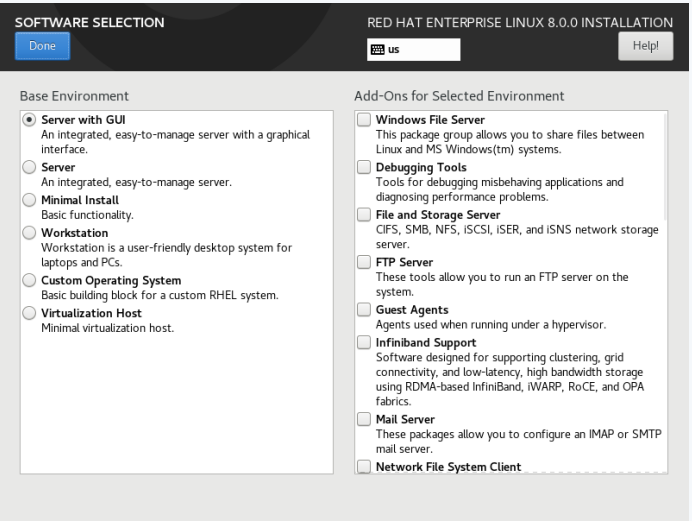 SOFTWARE SELECTION
RED HAT ENTERPRISE LINUX 8.0.0 INSTALLATION
Done
us
Help!
Base Environment
Server with GUI
An integrated, easy-to-manage server with a graphical
interface.
Server
An integrated, easy-to-manage server.
Minimal Install
Basic functionality.
Workstation
Workstation is a user-friendly desktop system for
laptops and PCs.
Custom Operating System
Basic building block for a custom RHEL system.
Virtualization Host
Minimal virtualization host.
Add-Ons for Selected Environment
Windows File Server
This package group allows you to share files between
Linux and MS Windows(tm) systems.
Debugging Tools
Tools for debugging misbehaving applications and
diagnosing performance problems.
File and Storage Server
CIFS, SMB, NFS, iSCSI, iSER, and iSNS network storage
server.
FTP Server
These tools allow you to run an FTP server on the
system.
Guest Agents
Agents used when running under a hypervisor.
Infiniband Support
Software designed for supporting clustering, grid
connectivity, and low-latency, high bandwidth storage
using RDMA-based InfiniBand, iWARP, RoCE, and OPA
fabrics.
Mail Server
These packages allow you to configure an IMAP or SMTP
mail server.
Network File System Client